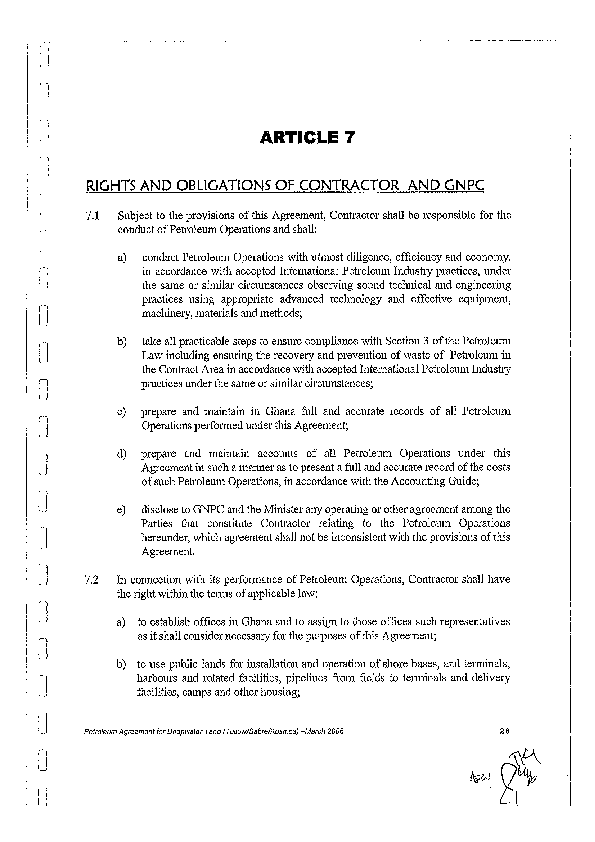 ARTICLE 7
RIGHTS AND OBLIGATIONS OF CONTRACTOR AND GNPC
7.1 Subject to the provisions of this Agreement, Contractor shall be responsible for the
conduct of Petroleum Operations and shall:
a) conduct Petroleum Operations with utmost diligence, efficiency and economy,
in accordance with accepted International Petroleum Industry practices, under
the same or similar circumstances observing sound technical and engineering
practices using appropriate advanced technology and effective equipment,
machinery, materials and methods;
b) take all practicable steps to ensure compliance with Section 3 of the Petroleum
Law including ensuring the recovery and prevention of waste of Petroleum in
the Contract Area in accordance with accepted International Petroleum Industry
practices under the same or similar circumstances;
c) prepare and maintain in Ghana full and accurate records of all Petroleum
Operations performed under this Agreement;
d) prepare and maintain accounts of all Petroleum Operations under this
Agreement in such a manner as to present a full and accurate record of the costs
of such Petroleum Operations, in accordance with the Accounting Guide;
e) disclose to GNPC and the Minister any operating or other agreement among the
Parties that constitute Contractor relating to the Petroleum Operations
hereunder, which agreement shall not be inconsistent with the provisions of this
Agreement.
7.2 In connection with its performance of Petroleum Operations, Contractor shall have
the right within the terms of applicable law:
a) to establish offices in Ghana and to assign to those offices such representatives
as it shall consider necessary for the purposes of this Agreement;
b) to use public lands for installation and operation of shore bases, and terminals,
harbours and related facilities, pipelines from fields to terminals and delivery
facilities, camps and other housing;
Petroleum Agreement for Deepwater Tano –March 2006